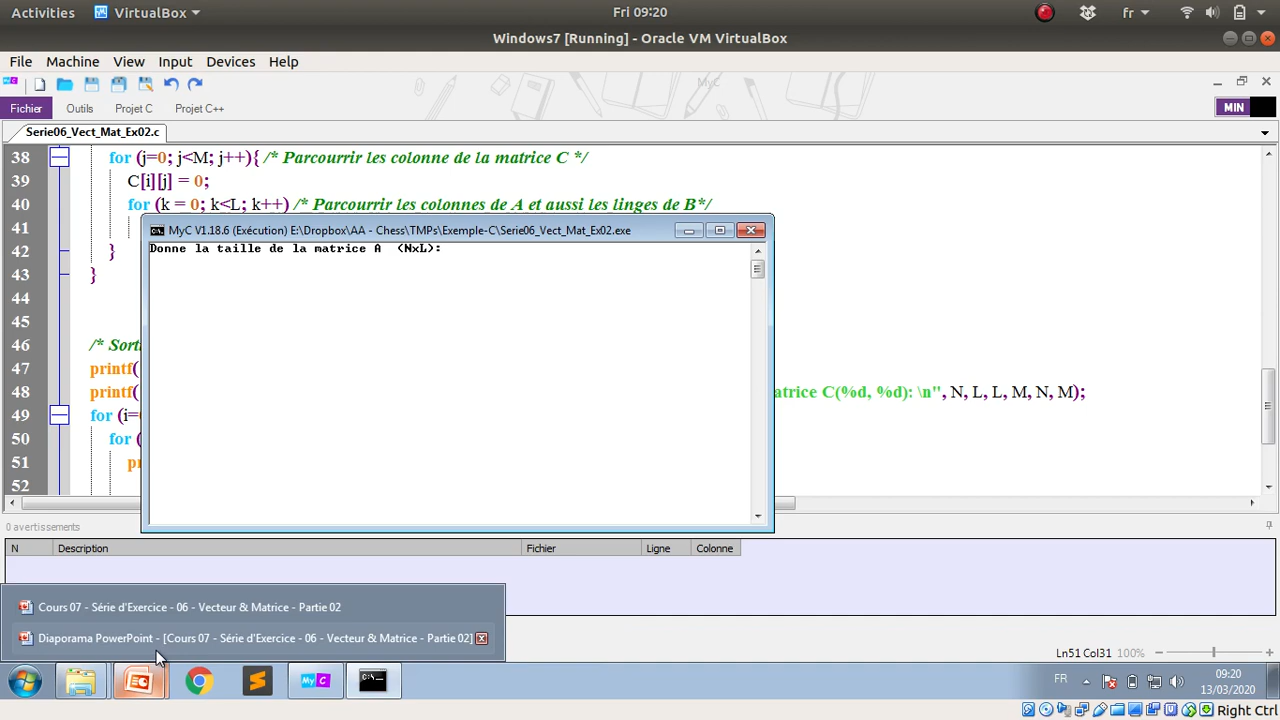 Activities VirtualBox Fri 09:20 fr
Windows7 [Running] - Oracle VM VirtualBox
File Machine View Input Devices Help
MyC
Fichier Outils Projet C Projet C++ MIN
Serie06_Vect_Mat_Ex02.c
38 for (j=0; j<M; j++){ /* Parcourrir les colonne de la matrice C */
39 C[i][j] = 0;
40 for (k = 0; k<L; k++) /* Parcourrir les colonnes de A et aussi les linges de B*/
41
42 }
43 }
44
45
46 /* Sorti
47 printf(
48 printf( atrice C(%d, %d): \n", N, L, L, M, N, M);
49 for (i=
50 for (
51 pr
52
MyC V1.18.6 (Exécution) E:\Dropbox\AA - Chess\TMPs\Exemple-C\Serie06_Vect_Mat_Ex02.exe
Donne la taille de la matrice A (NxL):
0 avertissements
N Description Fichier Ligne Colonne
Cours 07 - Série d'Exercice - 06 - Vecteur & Matrice - Partie 02
Diaporama PowerPoint - [Cours 07 - Série d'Exercice - 06 - Vecteur & Matrice - Partie 02]
Ln51 Col31 100%
MyC C:\. FR 09:20
13/03/2020
Right Ctrl